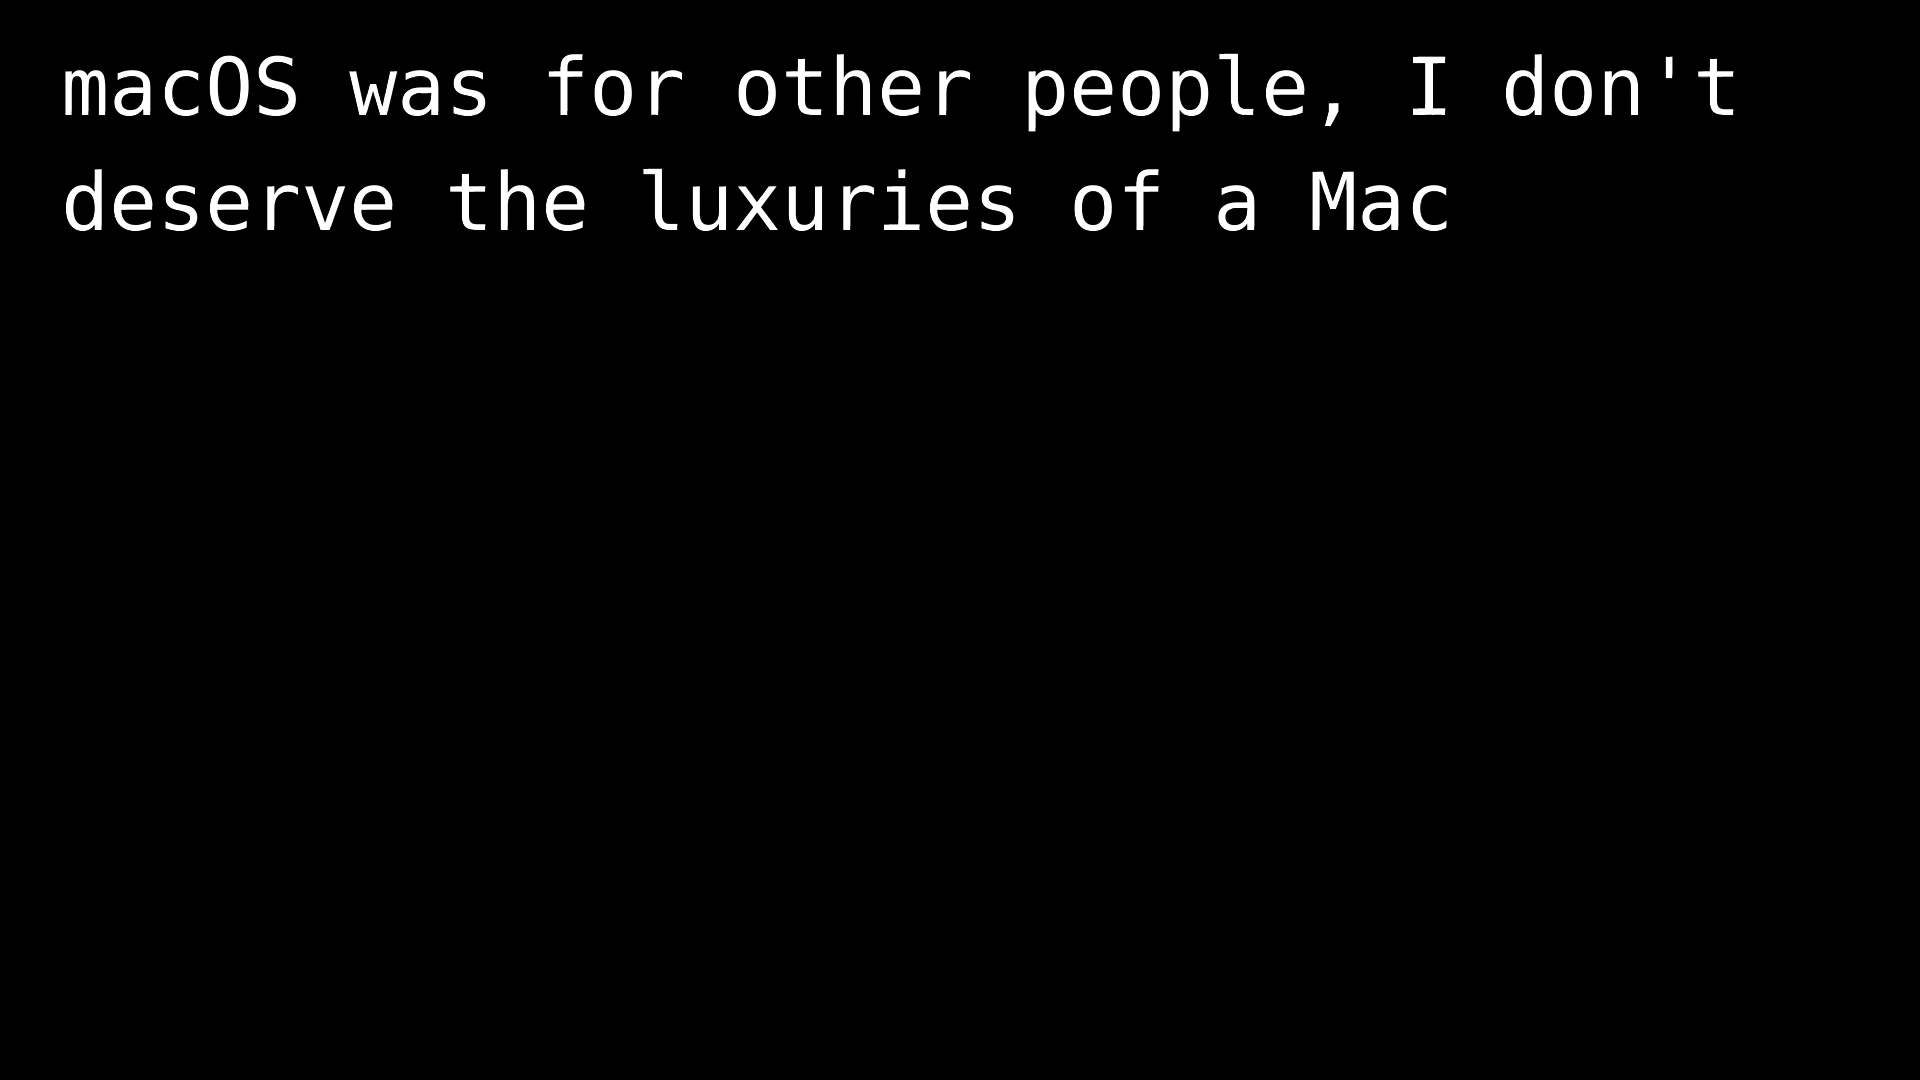 macOS was for other people, I don't
deserve the luxuries of a Mac